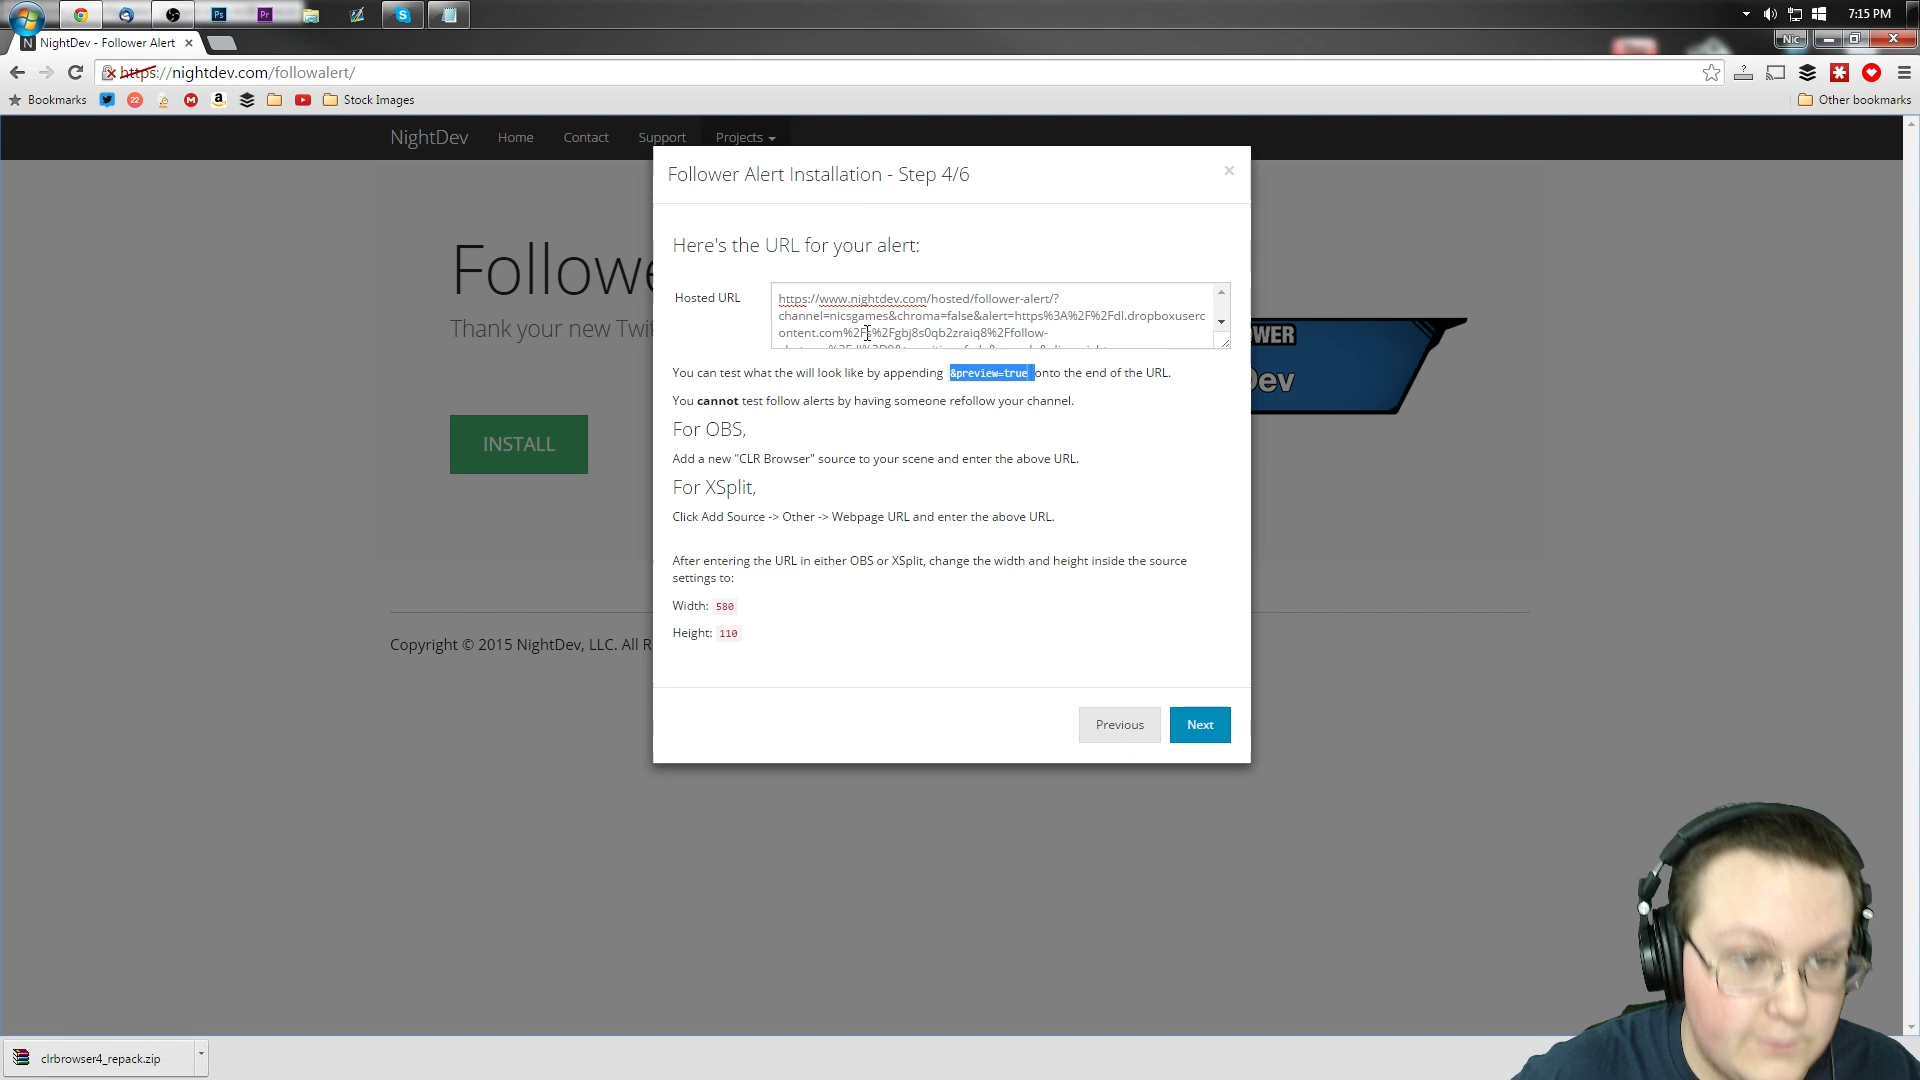 7:15 PM
NightDev - Follower Alert
Nic
https://nightdev.com/followalert/
Bookmarks
Stock Images
Other bookmarks
NightDev Home Contact Support Projects
Follower Alert Installation - Step 4/6
Here's the URL for your alert:
Hosted URL
https://www.nightdev.com/hosted/follower-alert/?
channel=nicsgames&chroma=false&alert=https%3A%2F%2Fdl.dropboxuserc
ontent.com%2Fs%2Fgbj8s0qb2zraiq8%2Ffollow-
You can test what the will look like by appending &preview=true onto the end of the URL.
You cannot test follow alerts by having someone refollow your channel.
For OBS,
Add a new "CLR Browser" source to your scene and enter the above URL.
For XSplit,
Click Add Source -> Other -> Webpage URL and enter the above URL.
After entering the URL in either OBS or XSplit, change the width and height inside the source
settings to:
Width: 580
Height: 110
Previous Next
Follow
Thank your new Twi
INSTALL
Copyright © 2015 NightDev, LLC. All R
clrbrowser4_repack.zip